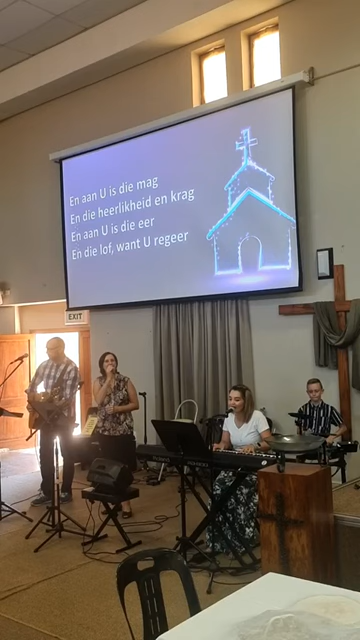 En aan U is die mag
En die heerlikheid en krag
En aan U is die eer
En die lof, want U regeer
EXIT